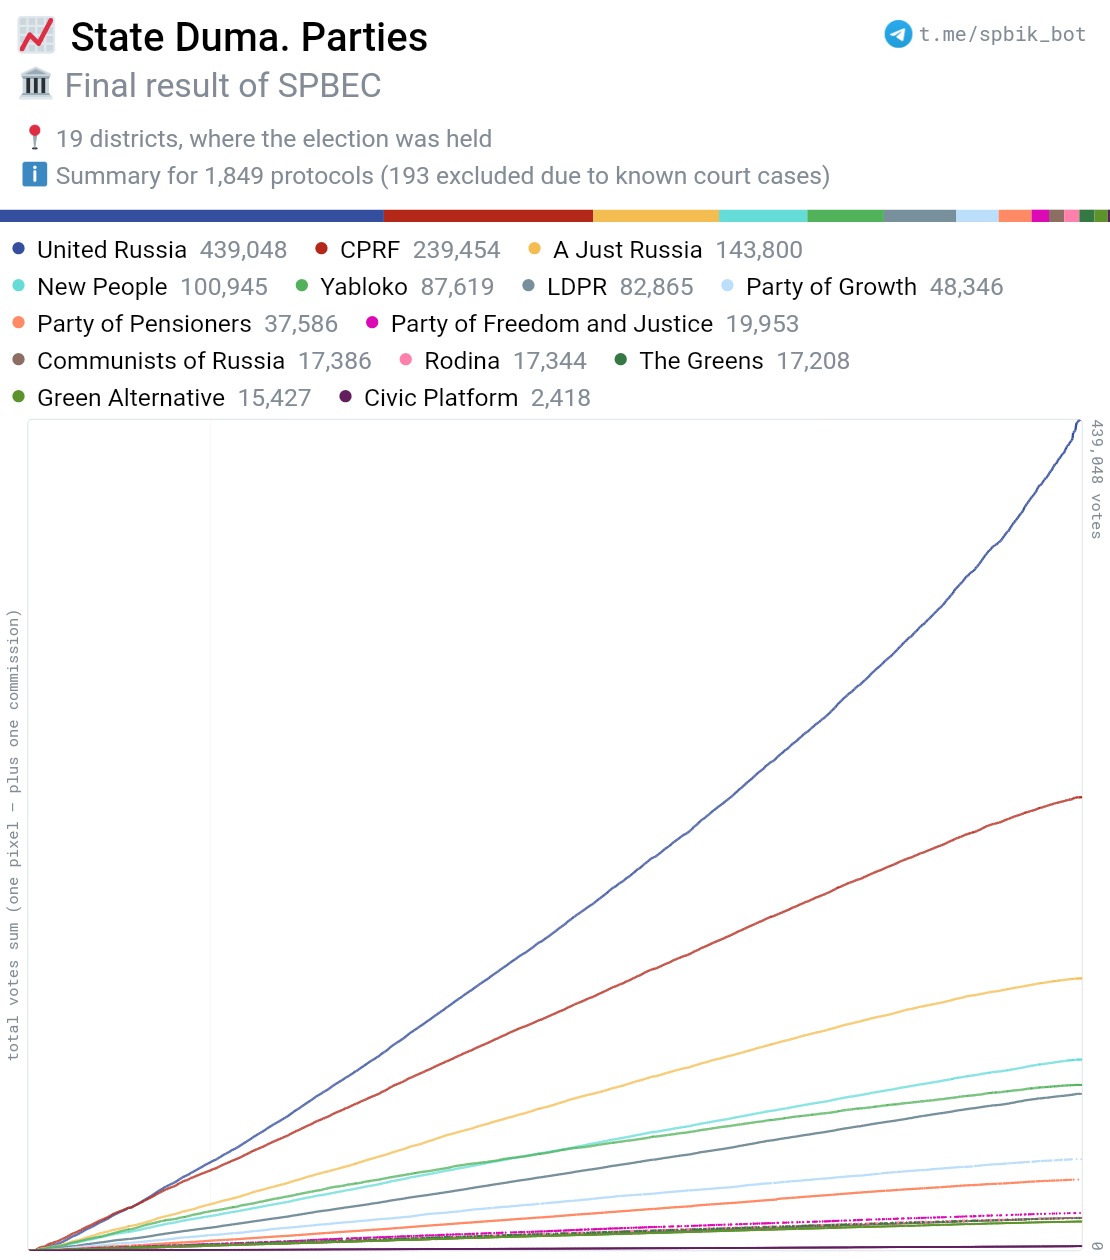 State Duma. Parties
t.me/spbik_bot
Final result of SPBEC
19 districts, where the election was held
Summary for 1,849 protocols (193 excluded due to known court cases)
United Russia 439,048 CPRF 239,454 A Just Russia 143,800
New People 100,945 Yabloko 87,619 LDPR 82,865 Party of Growth 48,346
Party of Pensioners 37,586 Party of Freedom and Justice 19,953
Communists of Russia 17,386 Rodina 17,344 The Greens 17,208
Green Alternative 15,427 Civic Platform 2,418
439,048 votes
total votes sum (one pixel — plus one commission)
0